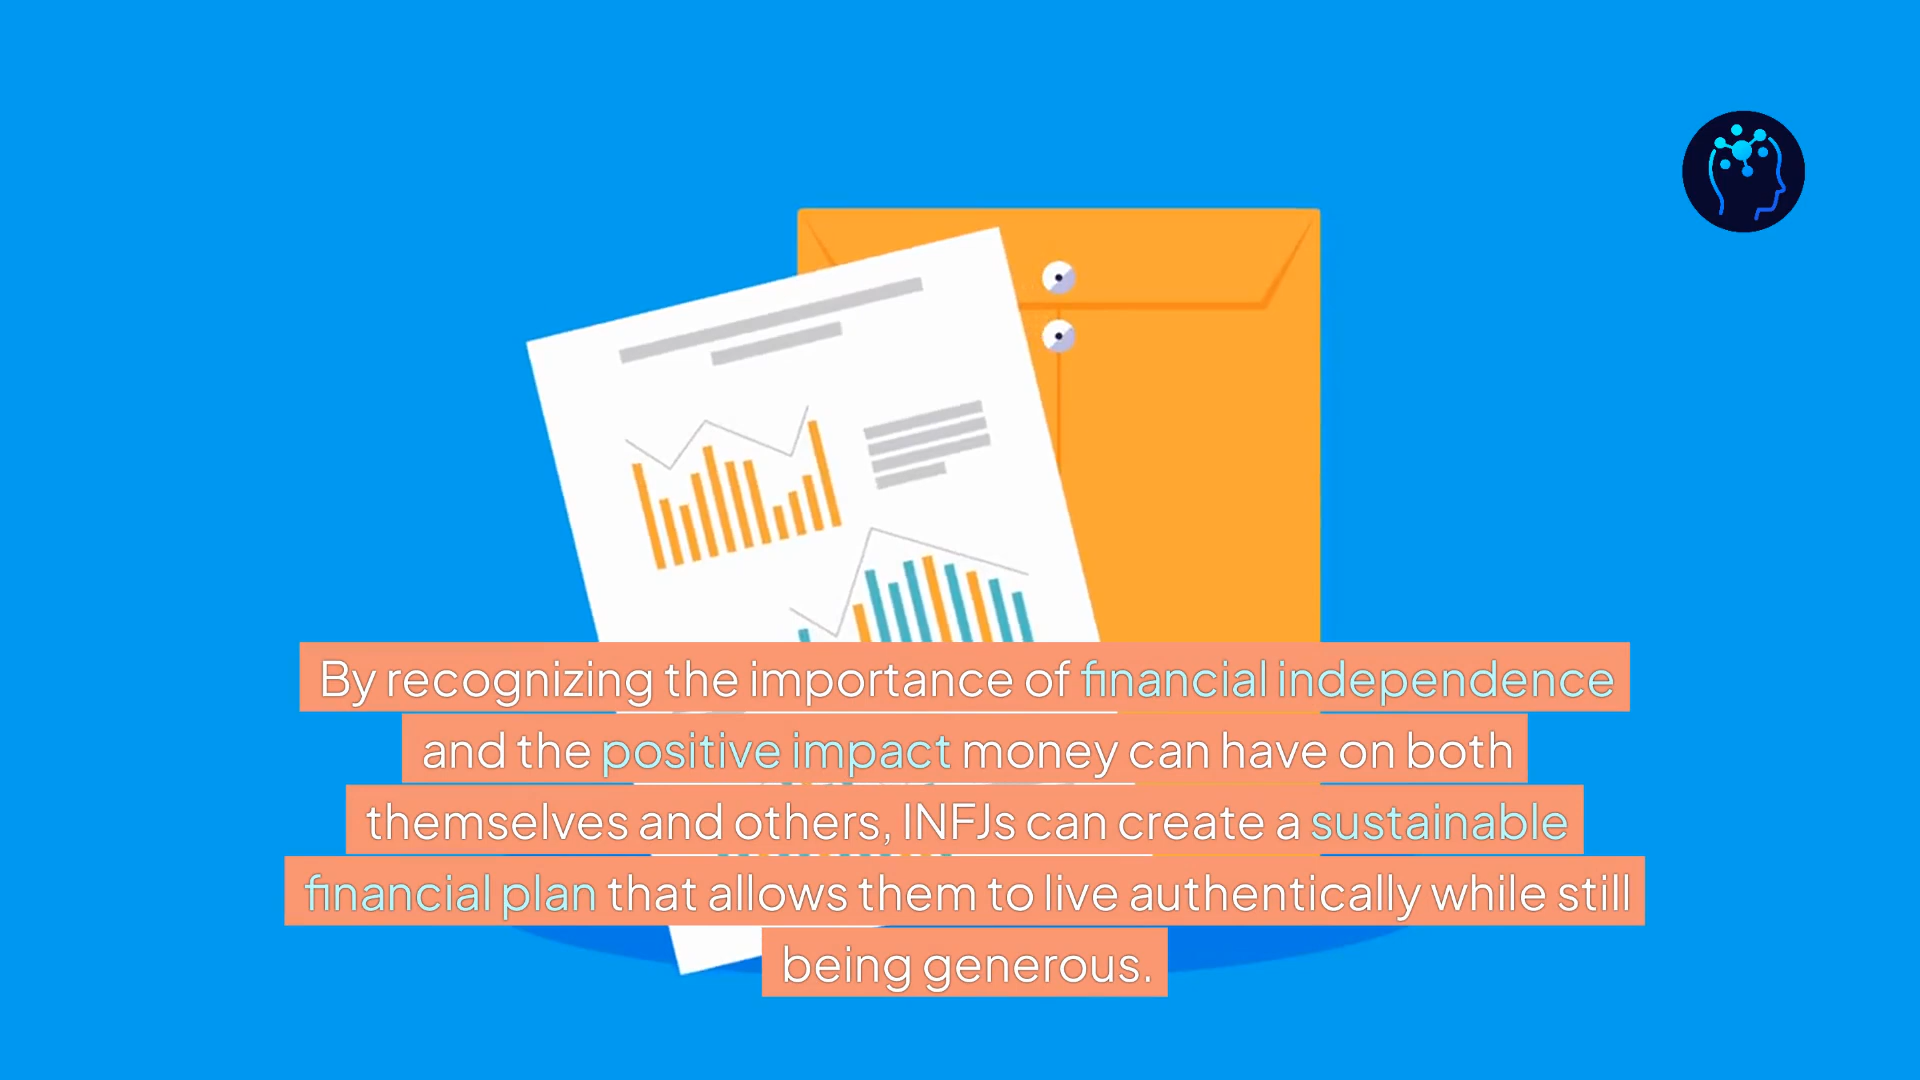 By recognizing the importance of financial independence
and the positive impact money can have on both
themselves and others, INFJs can create a sustainable
financial plan that allows them to live authentically while still
being generous.